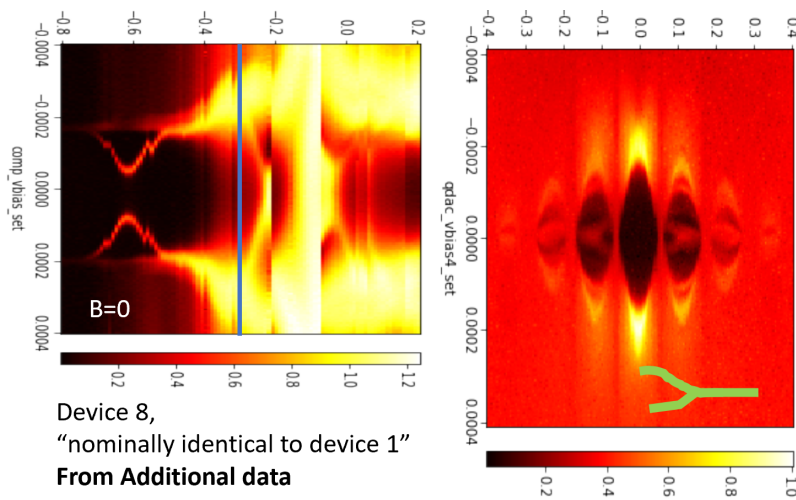 -0.8 -0.6 -0.4 -0.2 0.0 0.2
-0.0004
-0.0002
0.0000
0.0002
0.0004
comp_vbias_set
B=0
0.2 0.4 0.6 0.8 1.0 1.2
-0.4 -0.3 -0.2 -0.1 0.0 0.1 0.2 0.3 0.4
-0.0004
-0.0002
0.0000
0.0002
0.0004
qdac_vbias4_set
0.2 0.4 0.6 0.8 1.0
Device 8,
“nominally identical to device 1”
From Additional data